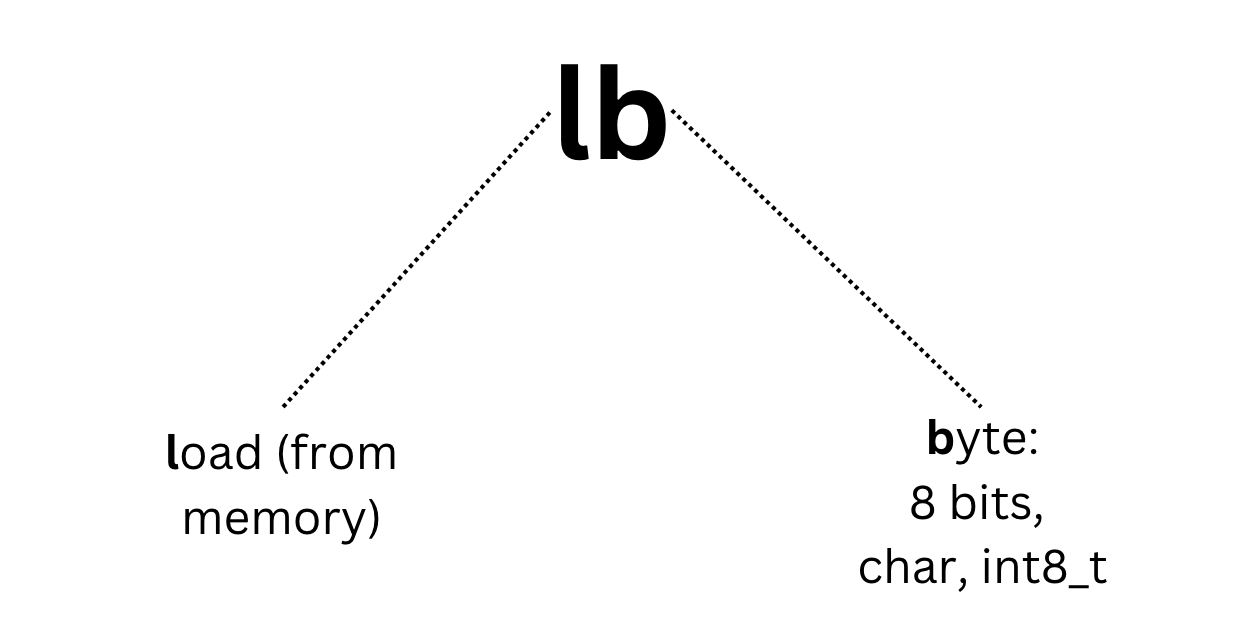 lb
load (from
memory)
byte:
8 bits,
char, int8_t